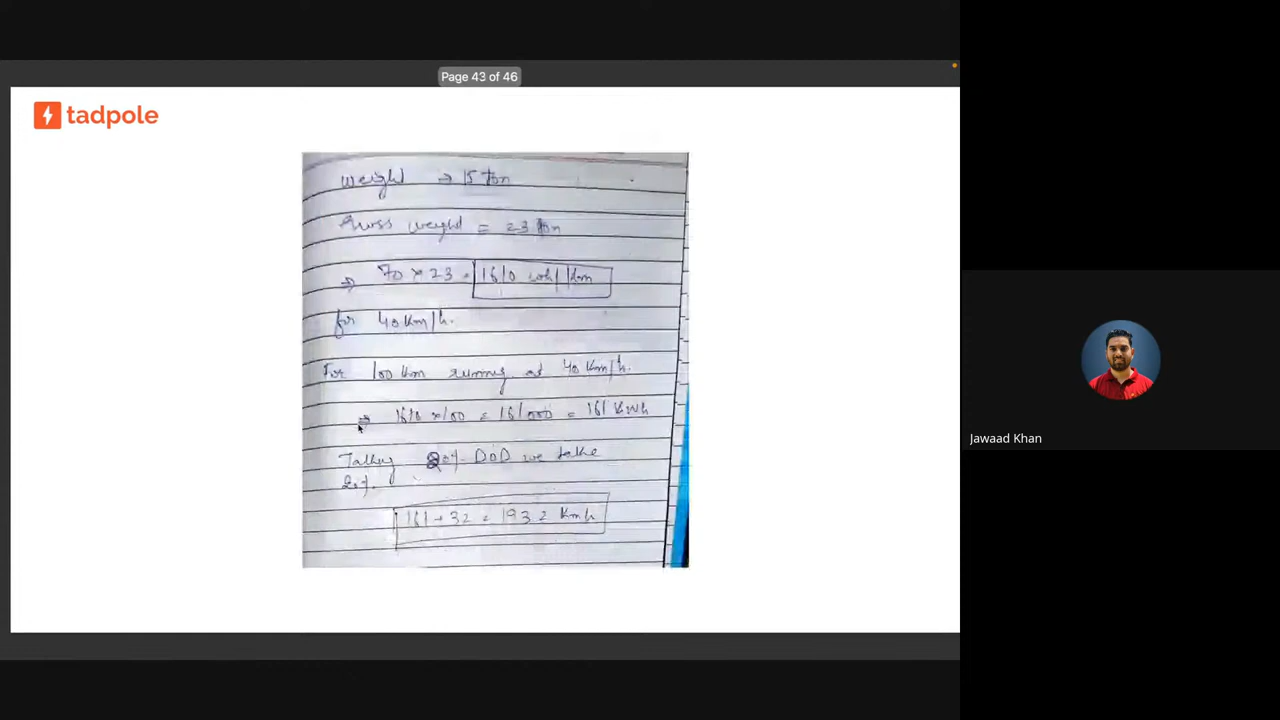 Page 43 of 46
tadpole
weight → 15 Ton
Gross weight = 23 Ton
⇒ 70 × 23 = 1610 wh/km
for 40 Km/h.
For 100 Km running at 40 Km/h.
⇒ 1610 × 100 = 161000 = 161 KWh
Talking 80% DOD we talke
20%.
161 + 32 = 193.2 Kwh
Jawaad Khan